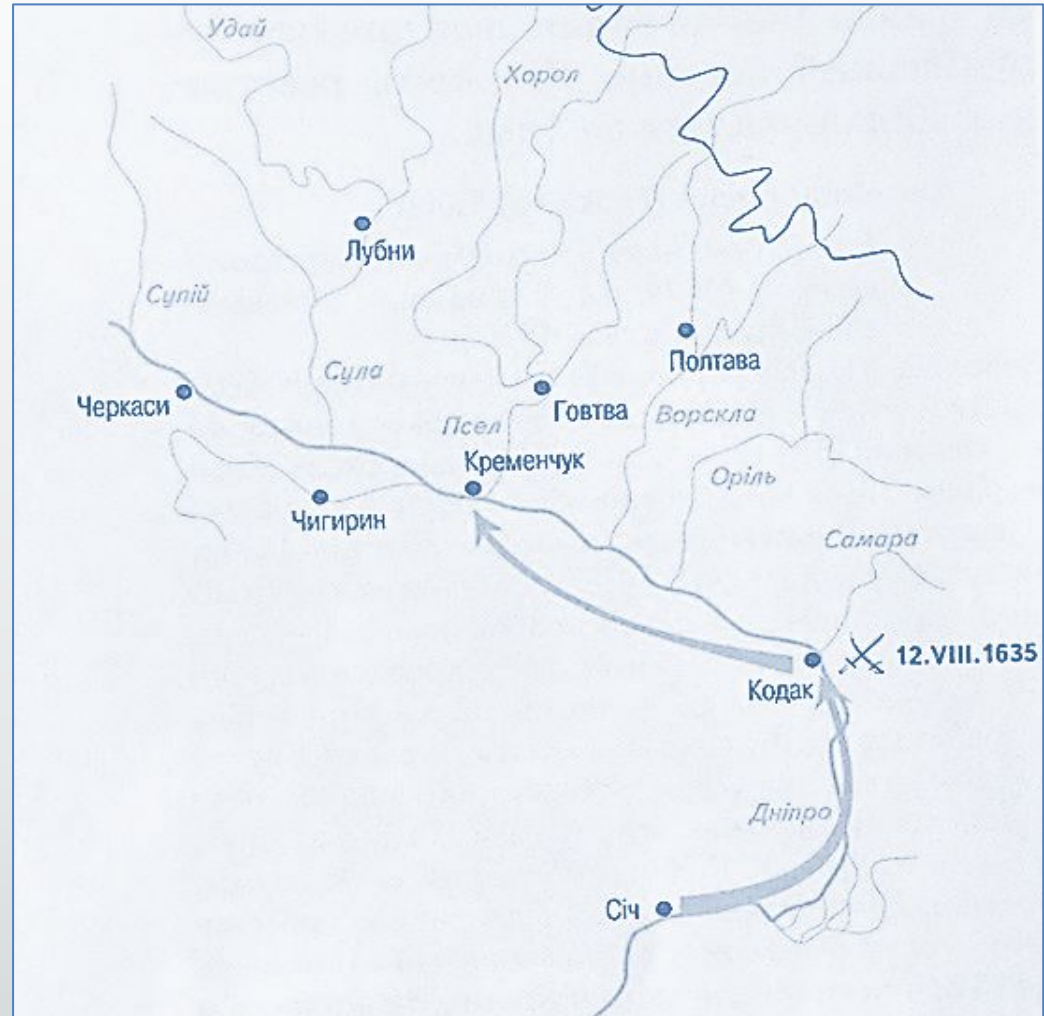 Удай
Хорол
Лубни
Супій
Полтава
Сула
Черкаси
Говтва
Ворскла
Псел
Кременчук
Оріль
Чигирин
Самара
12.VIII.1635
Кодак
Дніпро
Січ